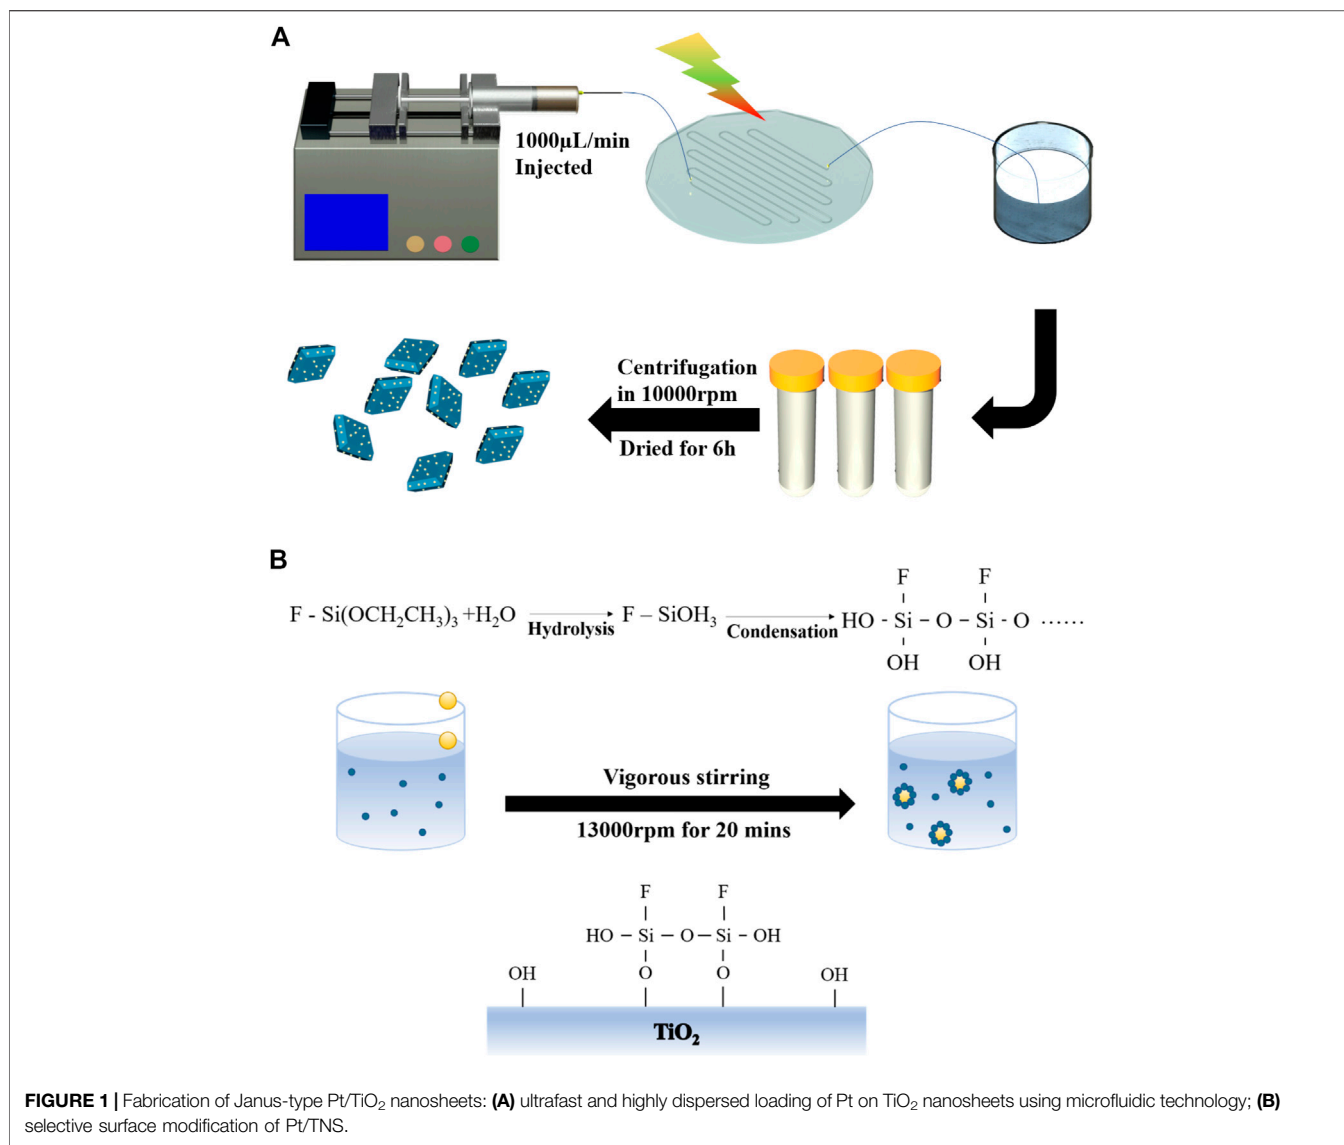 A
1000μL/min
Injected
Centrifugation
in 10000rpm
Dried for 6h
B
F - Si(OCH₂CH₃)₃ +H₂O
Hydrolysis
F – SiOH₃
Condensation
F F
HO - Si – O – Si - O ......
OH OH
Vigorous stirring
13000rpm for 20 mins
F F
HO – Si – O – Si – OH
OH O O OH
TiO₂
FIGURE 1 | Fabrication of Janus-type Pt/TiO₂ nanosheets: (A) ultrafast and highly dispersed loading of Pt on TiO₂ nanosheets using microfluidic technology; (B)
selective surface modification of Pt/TNS.